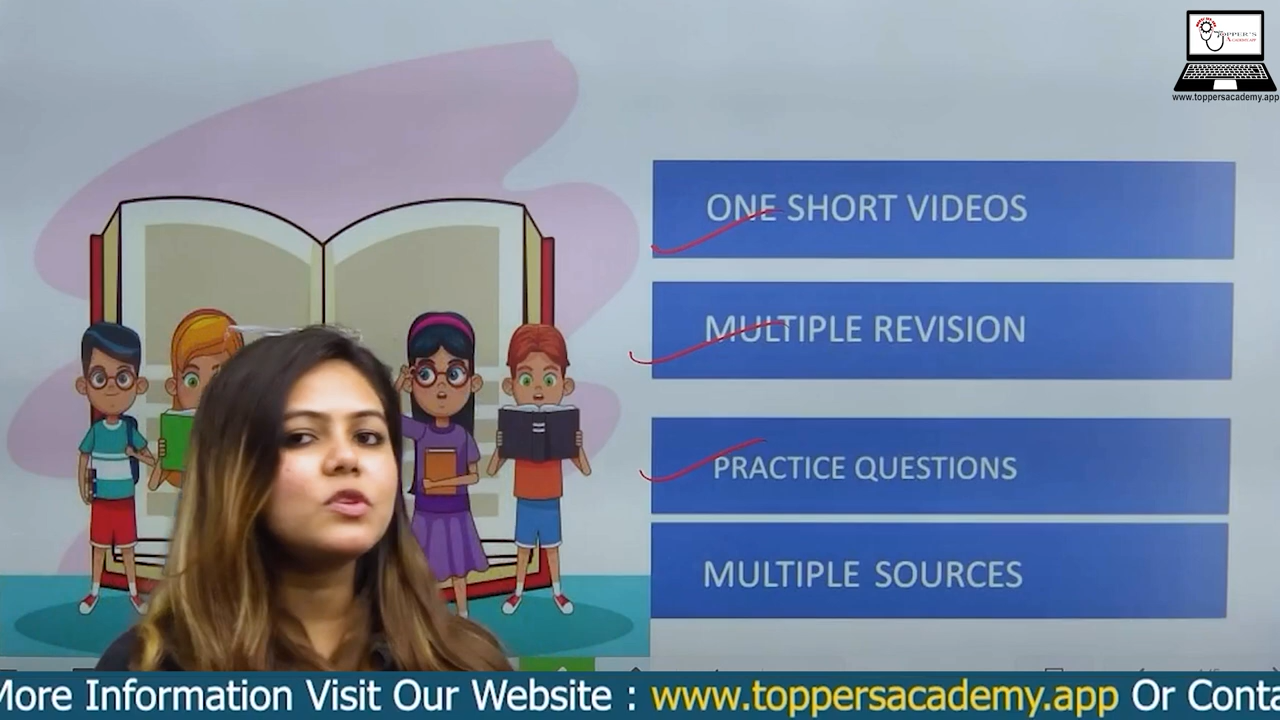 TOPPER'S
www.toppersacademy.app
ONE SHORT VIDEOS
MULTIPLE REVISION
PRACTICE QUESTIONS
MULTIPLE SOURCES
More Information Visit Our Website : www.toppersacademy.app Or Conta